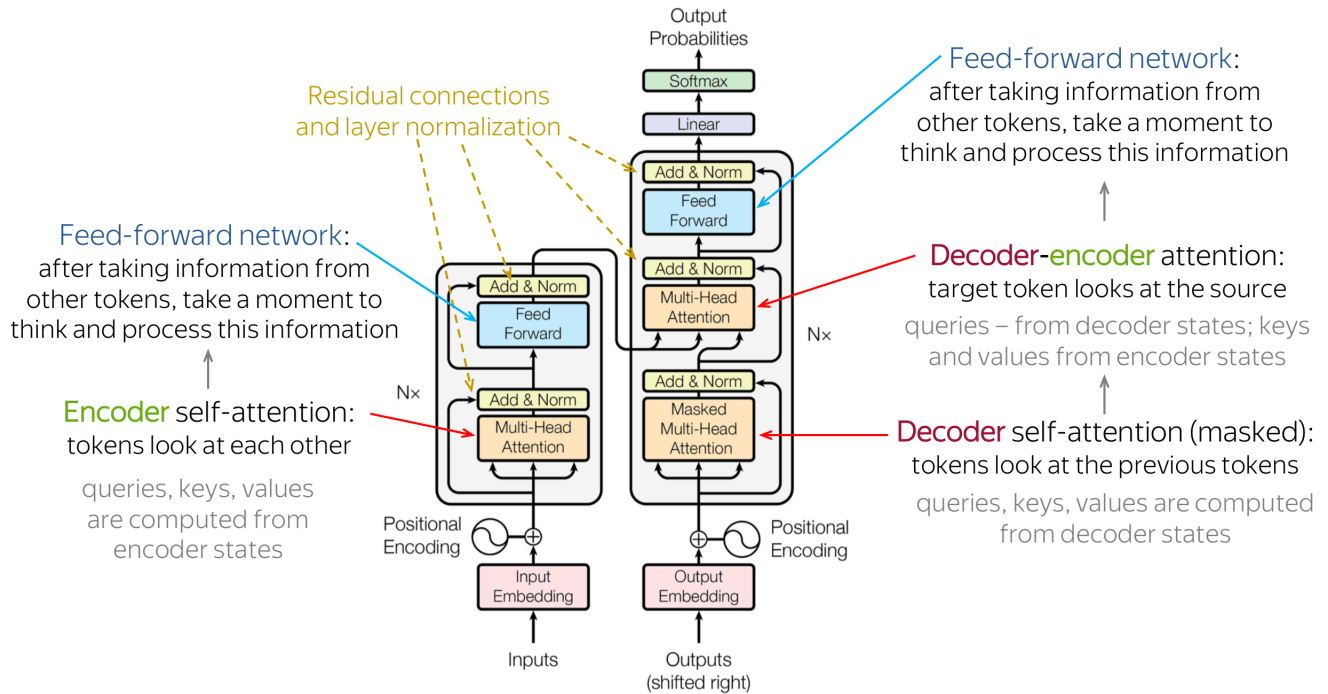 Output
Probabilities
Softmax
Linear
Add & Norm
Feed
Forward
Add & Norm
Multi-Head
Attention
Add & Norm
Masked
Multi-Head
Attention
N×
Positional
Encoding
Output
Embedding
Outputs
(shifted right)
Residual connections
and layer normalization
Add & Norm
Feed
Forward
Add & Norm
Multi-Head
Attention
N×
Positional
Encoding
Input
Embedding
Inputs
Feed-forward network:
after taking information from
other tokens, take a moment to
think and process this information
Encoder self-attention:
tokens look at each other
queries, keys, values
are computed from
encoder states
Feed-forward network:
after taking information from
other tokens, take a moment to
think and process this information
Decoder-encoder attention:
target token looks at the source
queries – from decoder states; keys
and values from encoder states
Decoder self-attention (masked):
tokens look at the previous tokens
queries, keys, values are computed
from decoder states